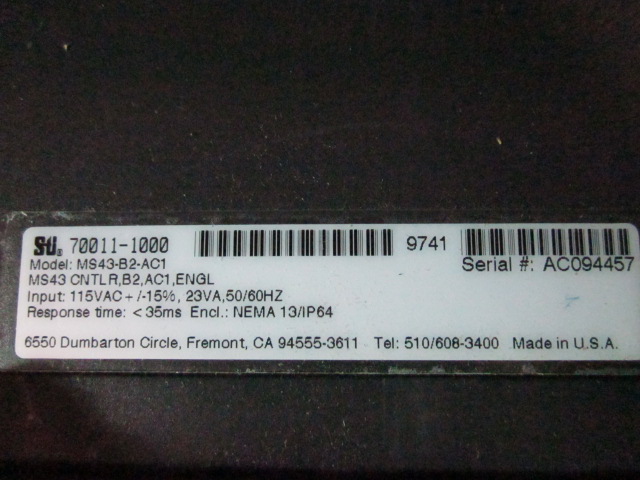 STI® 70011-1000 9741
Serial #: AC094457
Model: MS43-B2-AC1
MS43 CNTLR,B2,AC1,ENGL
Input: 115VAC+/-15%, 23VA,50/60HZ
Response time: <35ms Encl.: NEMA 13/IP64
6550 Dumbarton Circle, Fremont, CA 94555-3611 Tel: 510/608-3400 Made in U.S.A.